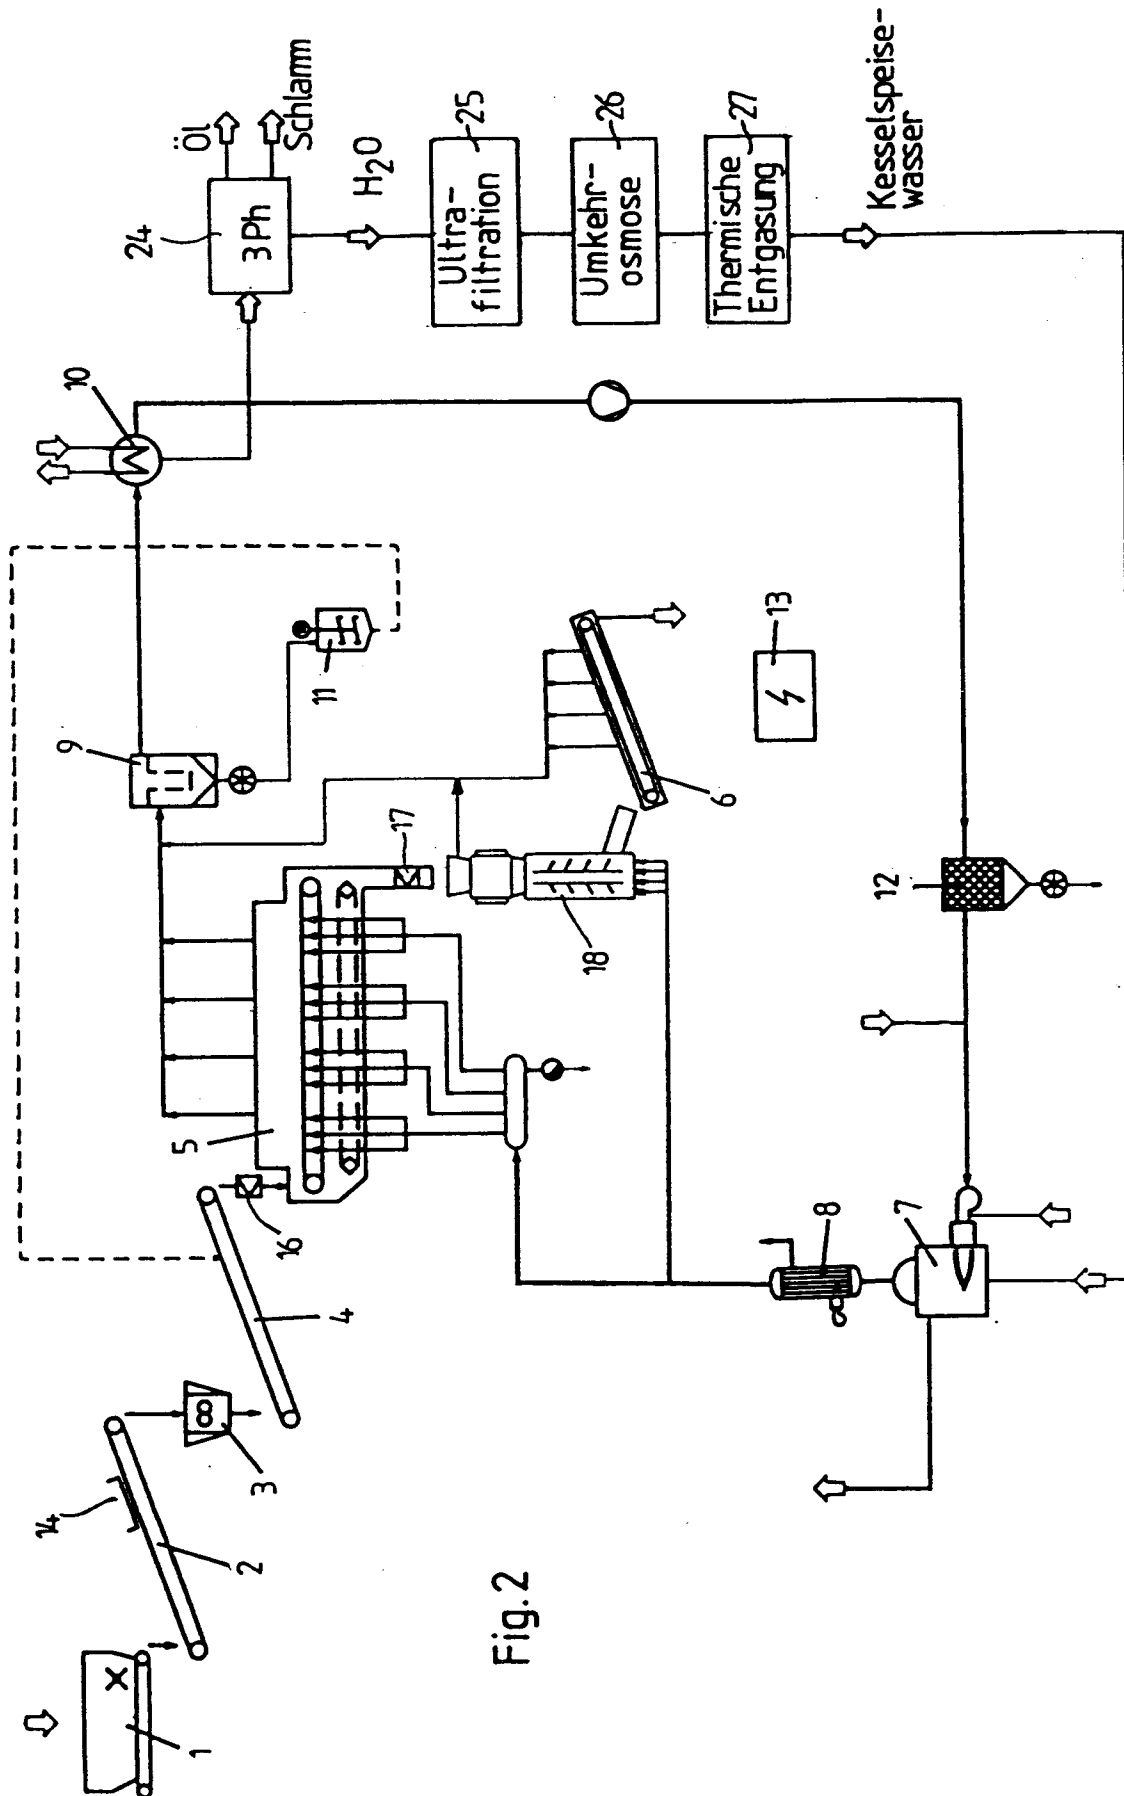 1
2
14
3
4
16
5
17
18
6
9
11
10
24
3Ph
Öl
Schlamm
H₂O
Ultra-
filtration
25
Umkehr-
osmose
26
Thermische
Entgasung
27
Kesselspeise-
wasser
13
12
8
7
Fig. 2